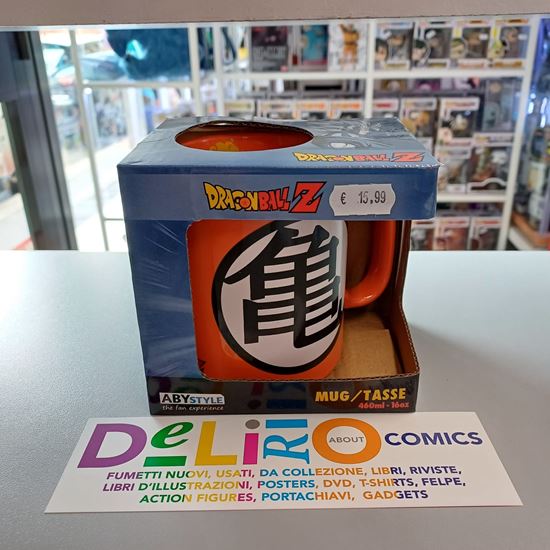 DRAGONBALL Z
DRAGONBALL Z
€ 15,99
亀
ABYSTYLE
the fan experience
MUG/TASSE
460ml - 16oz
DeLiRiO ABOUT COMICS
FUMETTI NUOVI, USATI, DA COLLEZIONE, LIBRI, RIVISTE,
LIBRI D'ILLUSTRAZIONI, POSTERS, DVD, T-SHIRTS, FELPE,
ACTION FIGURES, PORTACHIAVI, GADGETS